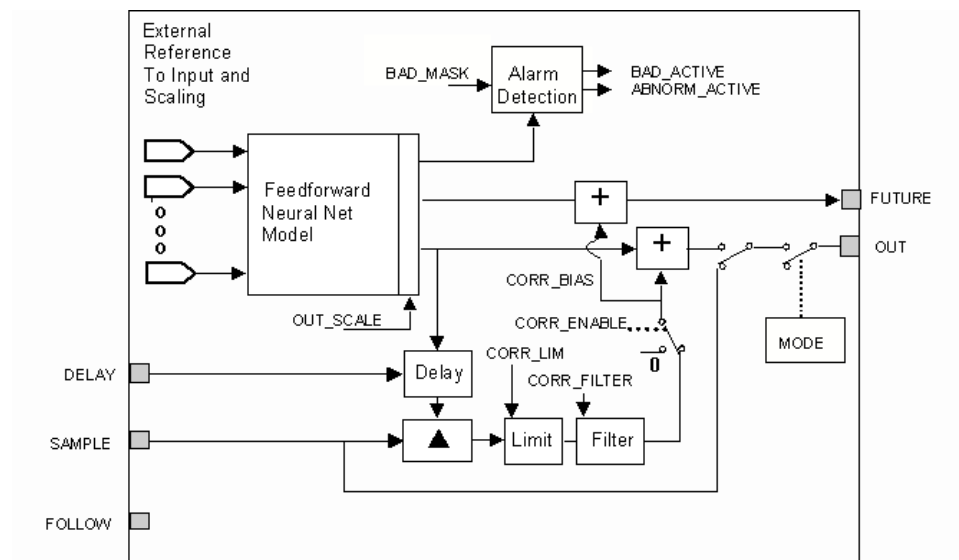 External
Reference
To Input and
Scaling
BAD_MASK
Alarm
Detection
BAD_ACTIVE
ABNORM_ACTIVE
Feedforward
Neural Net
Model
+
FUTURE
+
OUT
CORR_BIAS
OUT_SCALE
CORR_ENABLE
MODE
CORR_LIM
0
DELAY
Delay
CORR_FILTER
SAMPLE
Limit
Filter
FOLLOW